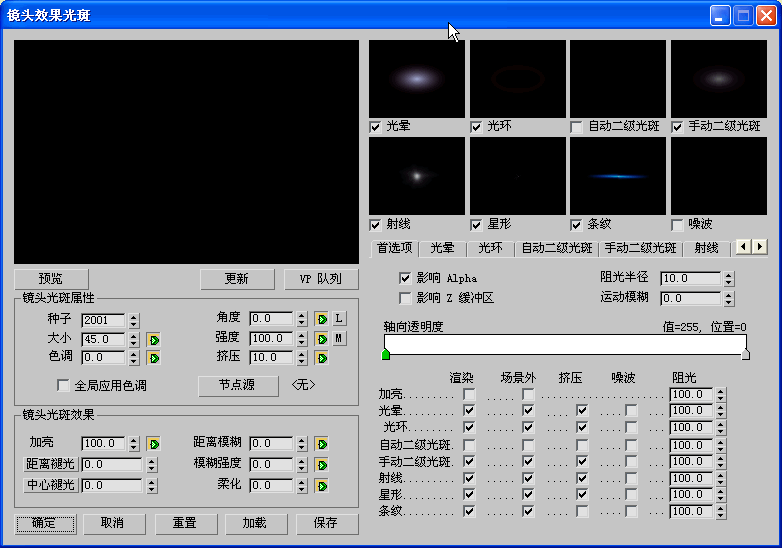 镜头效果光斑
光晕 光环 自动二级光斑 手动二级光斑
射线 星形 条纹 噪波
首选项 光晕 光环 自动二级光斑 手动二级光斑 射线
预览 更新 VP 队列
镜头光斑属性
种子 2001 角度 0.0 L
大小 45.0 强度 100.0 M
色调 0.0 挤压 10.0
全局应用色调 节点源 <无>
镜头光斑效果
加亮 100.0 距离模糊 0.0
距离褪光 0.0 模糊强度 0.0
中心褪光 0.0 柔化 0.0
确定 取消 重置 加载 保存
影响 Alpha 阻光半径 10.0
影响 Z 缓冲区 运动模糊 0.0
轴向透明度 值=255, 位置=0
渲染 场景外 挤压 噪波 阻光
加亮 100.0
光晕 100.0
光环 100.0
自动二级光斑 100.0
手动二级光斑 100.0
射线 100.0
星形 100.0
条纹 100.0